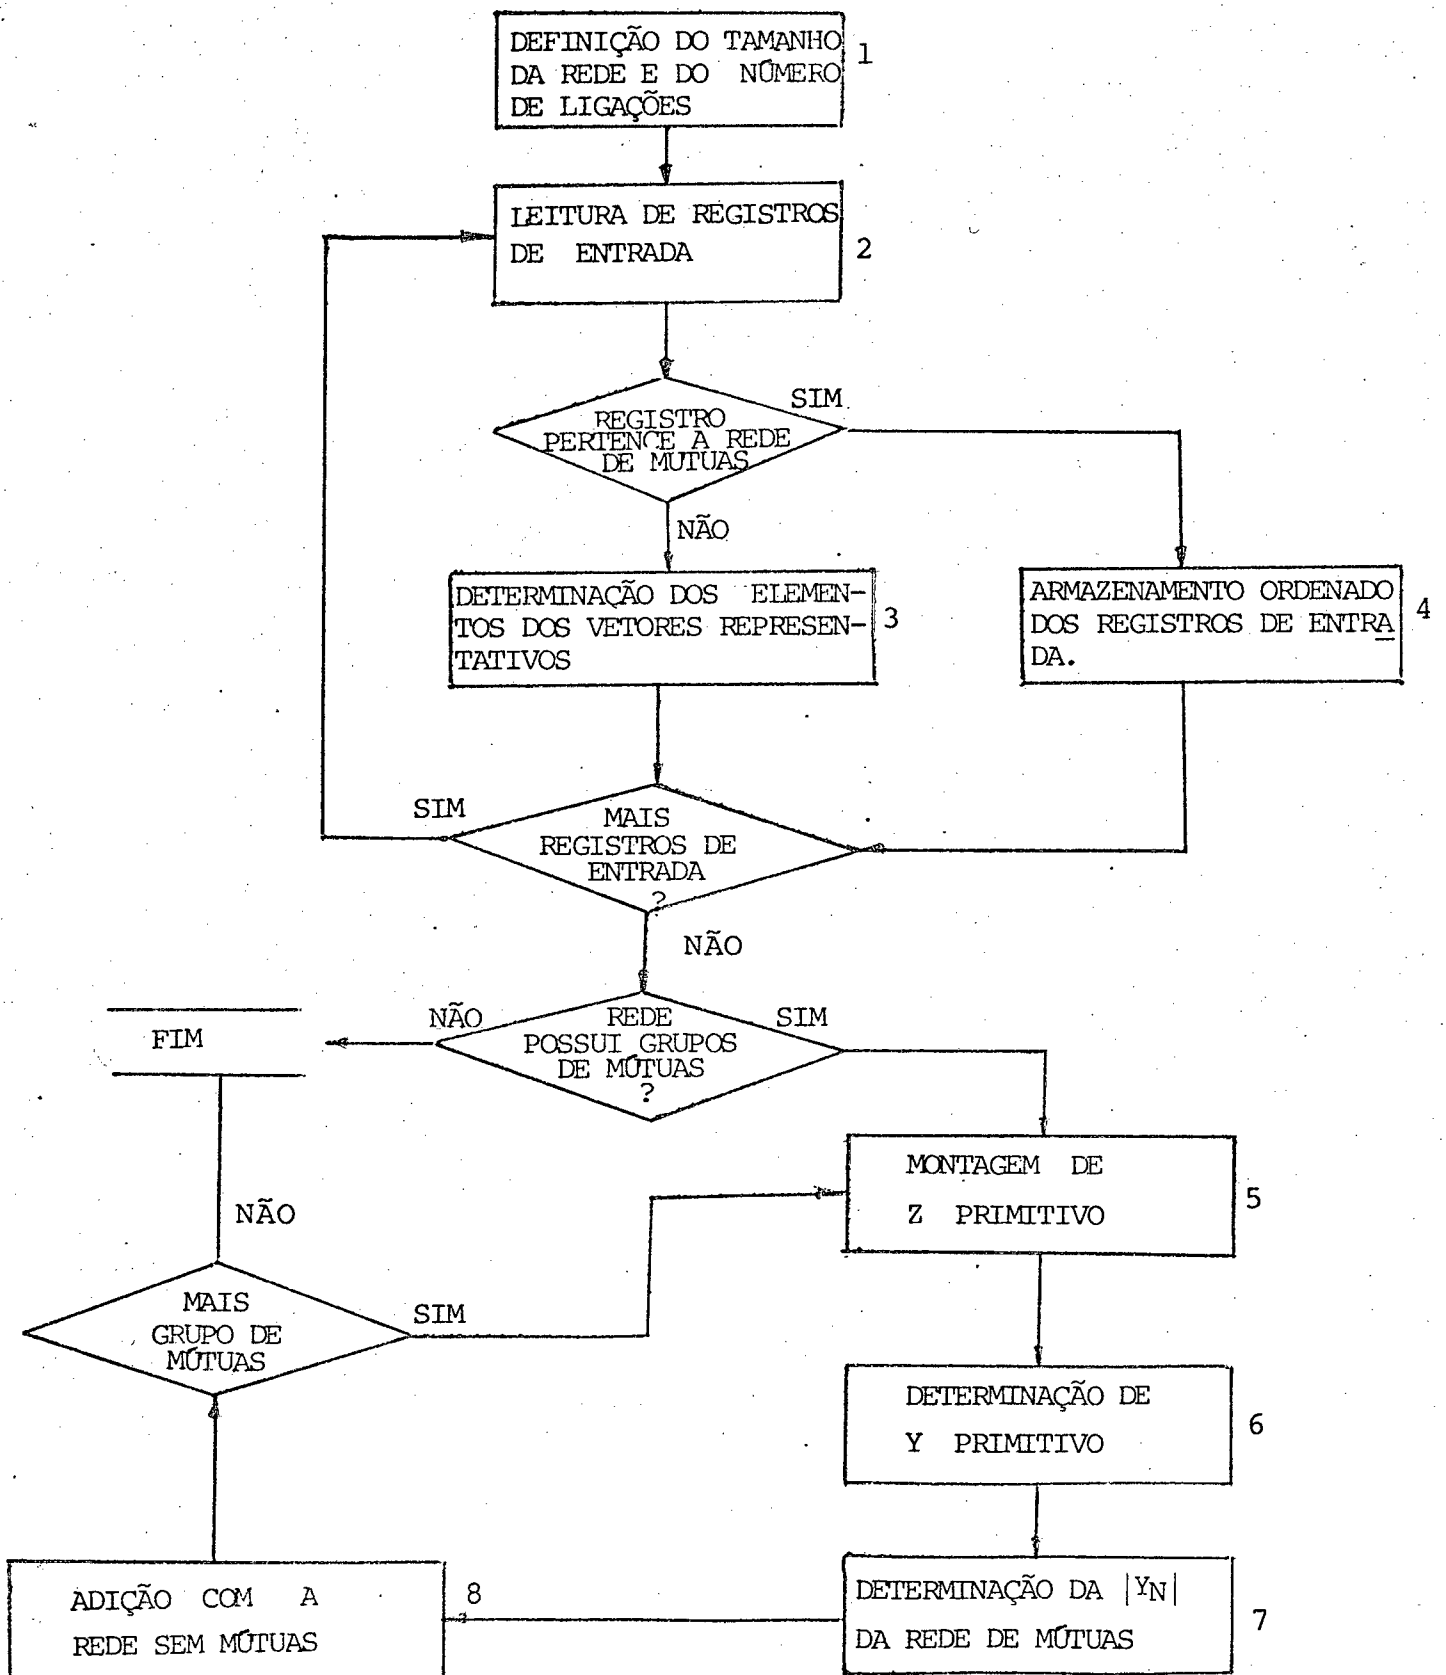 DEFINIÇÃO DO TAMANHO
DA REDE E DO NÚMERO
DE LIGAÇÕES
1
LEITURA DE REGISTROS
DE ENTRADA
2
REGISTRO
PERTENCE A REDE
DE MUTUAS
SIM
NÃO
DETERMINAÇÃO DOS ELEMEN-
TOS DOS VETORES REPRESEN-
TATIVOS
3
ARMAZENAMENTO ORDENADO
DOS REGISTROS DE ENTRA
DA.
4
SIM
MAIS
REGISTROS DE
ENTRADA
?
NÃO
NÃO
REDE
POSSUI GRUPOS
DE MÚTUAS
?
SIM
FIM
MONTAGEM DE
Z PRIMITIVO
5
NÃO
MAIS
GRUPO DE
MÚTUAS
SIM
DETERMINAÇÃO DE
Y PRIMITIVO
6
DETERMINAÇÃO DA |YN|
DA REDE DE MÚTUAS
7
ADIÇÃO COM A
REDE SEM MÚTUAS
8